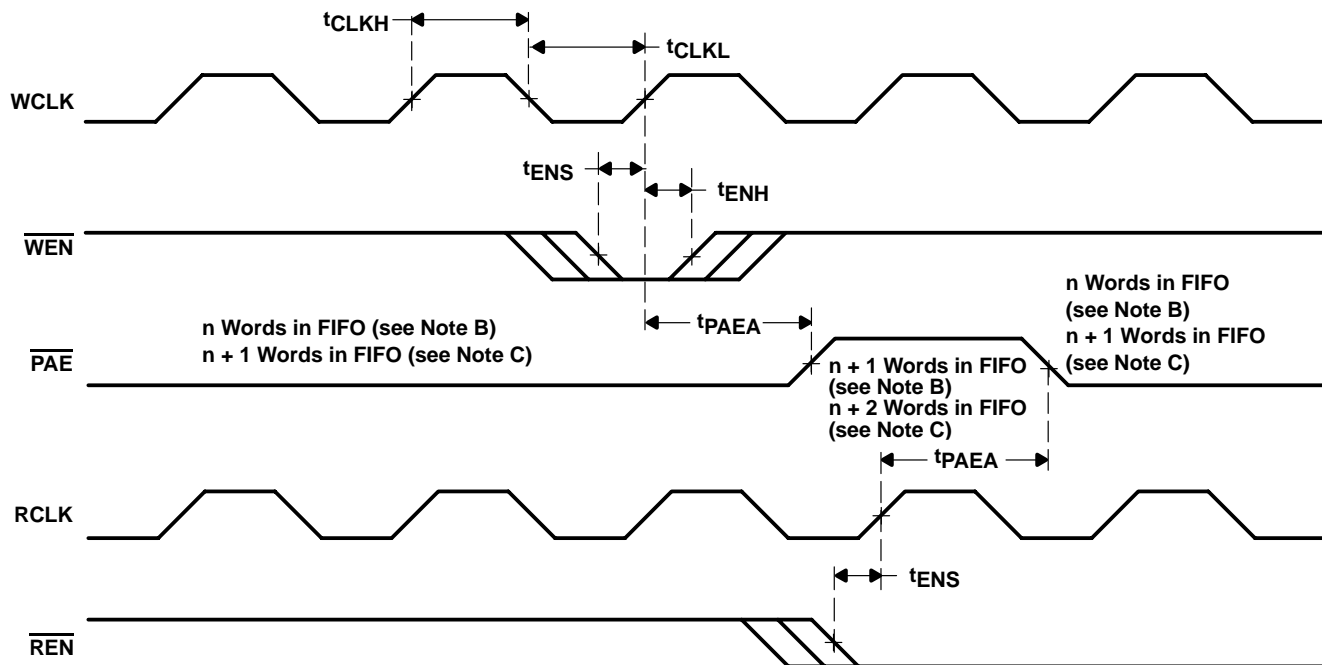 tCLKH
tCLKL
WCLK
tENS
tENH
WEN
n Words in FIFO
(see Note B)
n + 1 Words in FIFO
(see Note C)
tPAEA
n Words in FIFO (see Note B)
n + 1 Words in FIFO (see Note C)
PAE
n + 1 Words in FIFO
(see Note B)
n + 2 Words in FIFO
(see Note C)
tPAEA
RCLK
tENS
REN